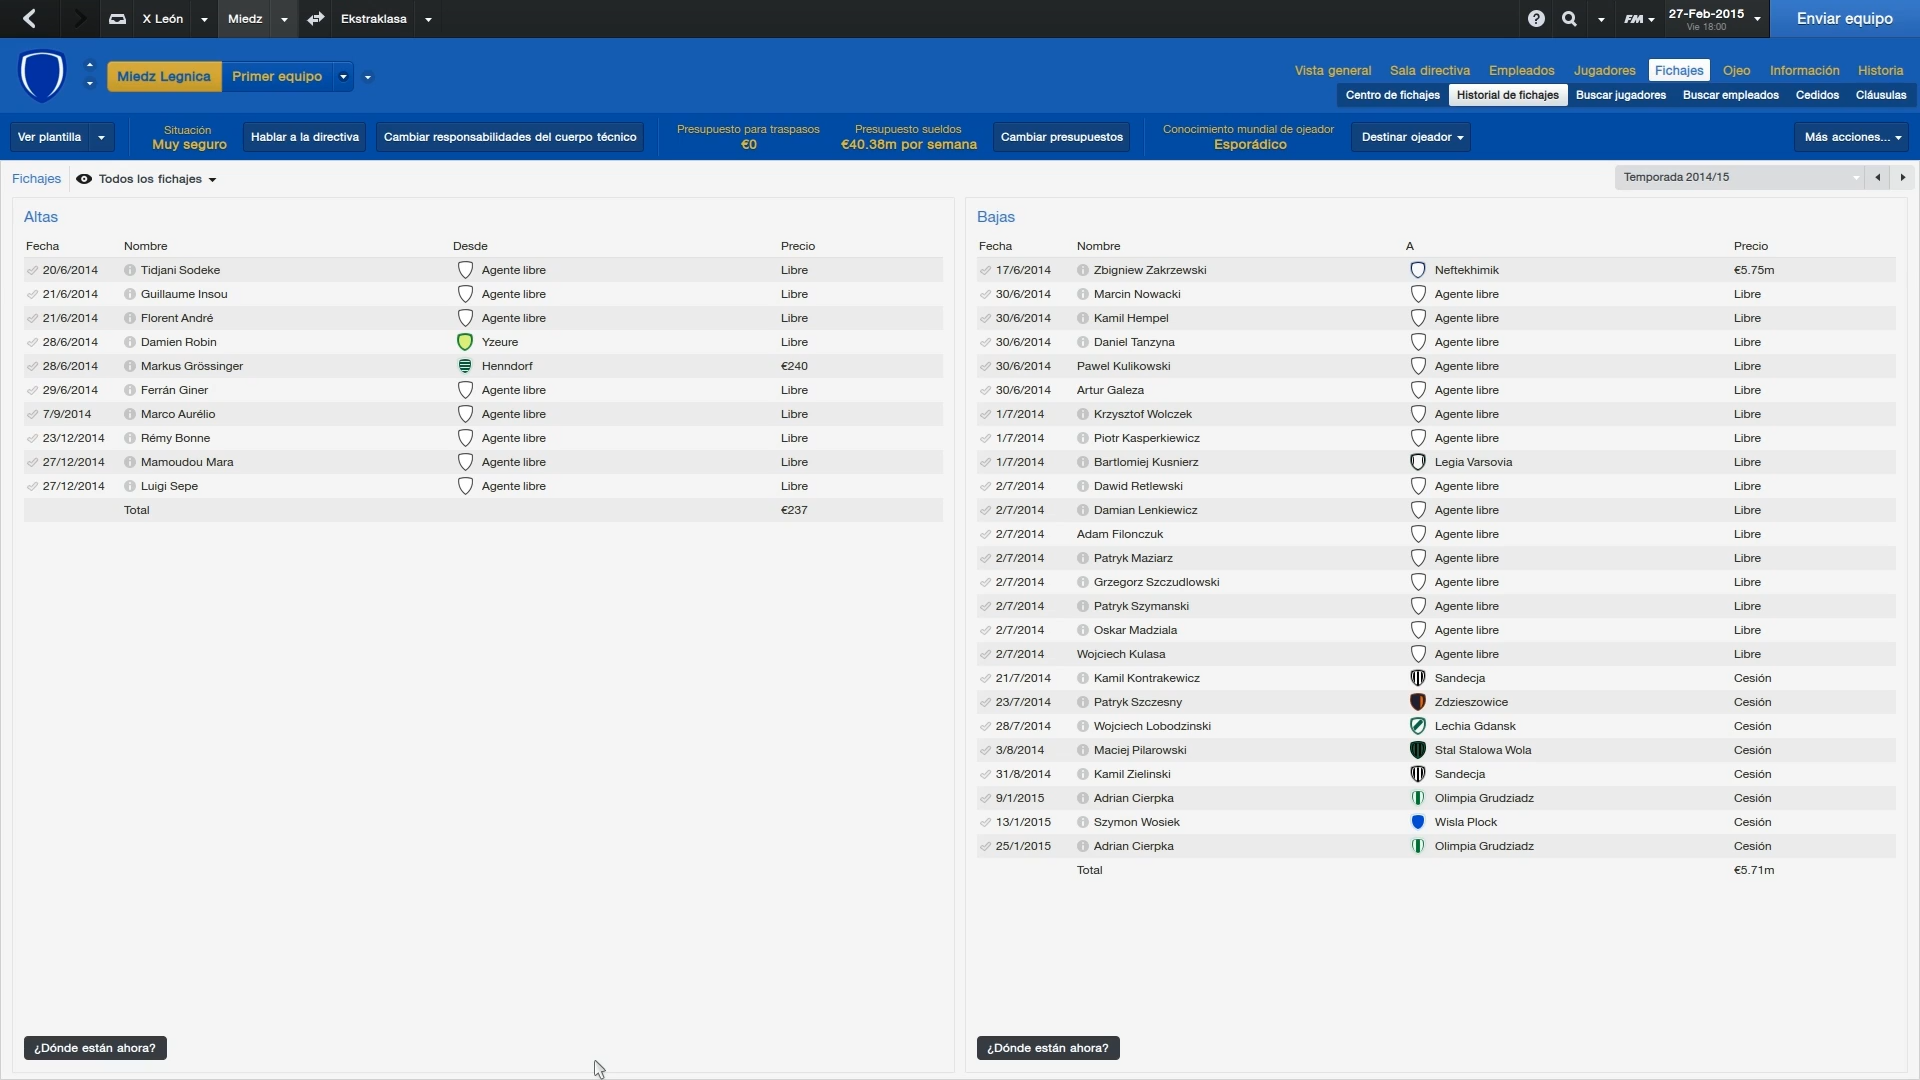 X León Miedz Ekstraklasa ? FM 27-Feb-2015 Enviar equipo
Vie 18:00
Miedz Legnica Primer equipo
Vista general Sala directiva Empleados Jugadores Fichajes Ojeo Información Historia
Centro de fichajes Historial de fichajes Buscar jugadores Buscar empleados Cedidos Cláusulas
Ver plantilla
Situación
Muy seguro
Hablar a la directiva
Cambiar responsabilidades del cuerpo técnico
Presupuesto para traspasos
€0
Presupuesto sueldos
€40.38m por semana
Cambiar presupuestos
Conocimiento mundial de ojeador
Esporádico
Destinar ojeador
Más acciones...
Fichajes Todos los fichajes
Temporada 2014/15
Altas
Fecha Nombre Desde Precio
20/6/2014 Tidjani Sodeke Agente libre Libre
21/6/2014 Guillaume Insou Agente libre Libre
21/6/2014 Florent André Agente libre Libre
28/6/2014 Damien Robin Yzeure Libre
28/6/2014 Markus Grössinger Henndorf €240
29/6/2014 Ferrán Giner Agente libre Libre
7/9/2014 Marco Aurélio Agente libre Libre
23/12/2014 Rémy Bonne Agente libre Libre
27/12/2014 Mamoudou Mara Agente libre Libre
27/12/2014 Luigi Sepe Agente libre Libre
Total €237
¿Dónde están ahora?
Bajas
Fecha Nombre A Precio
17/6/2014 Zbigniew Zakrzewski Neftekhimik €5.75m
30/6/2014 Marcin Nowacki Agente libre Libre
30/6/2014 Kamil Hempel Agente libre Libre
30/6/2014 Daniel Tanzyna Agente libre Libre
30/6/2014 Pawel Kulikowski Agente libre Libre
30/6/2014 Artur Galeza Agente libre Libre
1/7/2014 Krzysztof Wolczek Agente libre Libre
1/7/2014 Piotr Kasperkiewicz Agente libre Libre
1/7/2014 Bartlomiej Kusnierz Legia Varsovia Libre
2/7/2014 Dawid Retlewski Agente libre Libre
2/7/2014 Damian Lenkiewicz Agente libre Libre
2/7/2014 Adam Filonczuk Agente libre Libre
2/7/2014 Patryk Maziarz Agente libre Libre
2/7/2014 Grzegorz Szczudlowski Agente libre Libre
2/7/2014 Patryk Szymanski Agente libre Libre
2/7/2014 Oskar Madziala Agente libre Libre
2/7/2014 Wojciech Kulasa Agente libre Libre
21/7/2014 Kamil Kontrakewicz Sandecja Cesión
23/7/2014 Patryk Szczesny Zdzieszowice Cesión
28/7/2014 Wojciech Lobodzinski Lechia Gdansk Cesión
3/8/2014 Maciej Pilarowski Stal Stalowa Wola Cesión
31/8/2014 Kamil Zielinski Sandecja Cesión
9/1/2015 Adrian Cierpka Olimpia Grudziadz Cesión
13/1/2015 Szymon Wosiek Wisla Plock Cesión
25/1/2015 Adrian Cierpka Olimpia Grudziadz Cesión
Total €5.71m
¿Dónde están ahora?